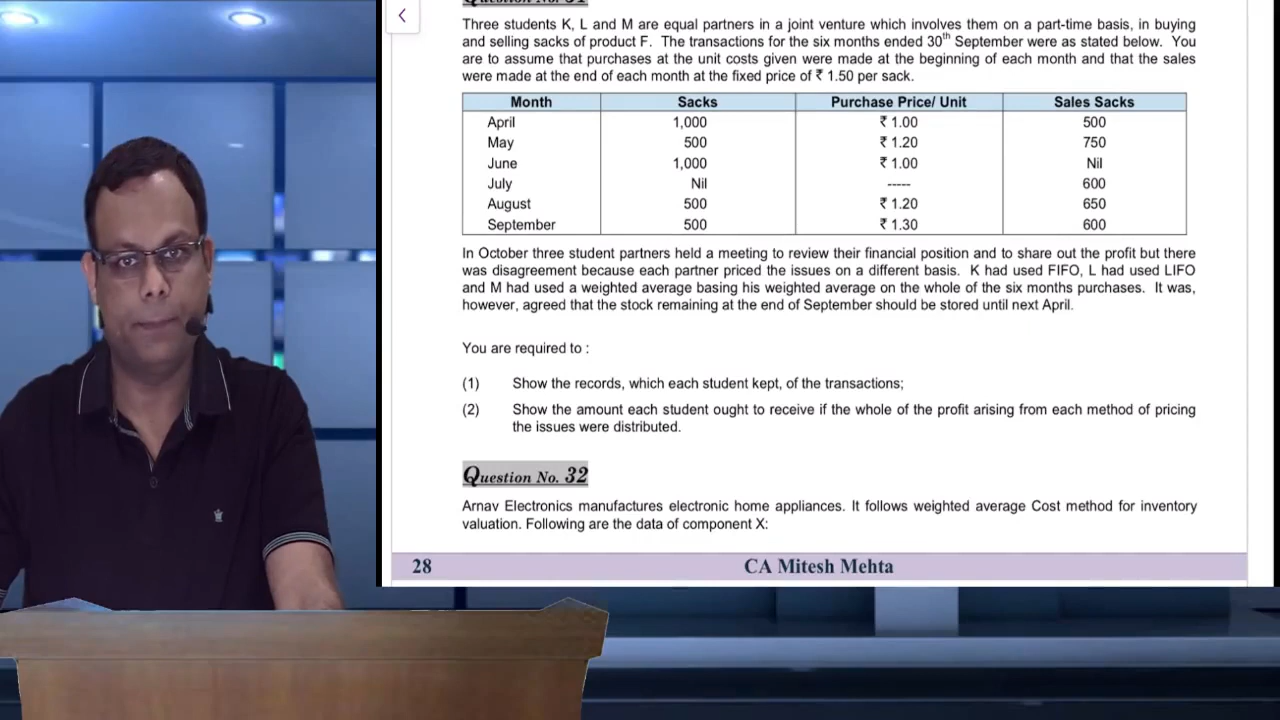 Question No. 31
Three students K, L and M are equal partners in a joint venture which involves them on a part-time basis, in buying
and selling sacks of product F. The transactions for the six months ended 30th September were as stated below. You
are to assume that purchases at the unit costs given were made at the beginning of each month and that the sales
were made at the end of each month at the fixed price of ₹ 1.50 per sack.
Month Sacks Purchase Price/ Unit Sales Sacks
April 1,000 ₹ 1.00 500
May 500 ₹ 1.20 750
June 1,000 ₹ 1.00 Nil
July Nil ----- 600
August 500 ₹ 1.20 650
September 500 ₹ 1.30 600
In October three student partners held a meeting to review their financial position and to share out the profit but there
was disagreement because each partner priced the issues on a different basis. K had used FIFO, L had used LIFO
and M had used a weighted average basing his weighted average on the whole of the six months purchases. It was,
however, agreed that the stock remaining at the end of September should be stored until next April.
You are required to :
(1) Show the records, which each student kept, of the transactions;
(2) Show the amount each student ought to receive if the whole of the profit arising from each method of pricing
the issues were distributed.
Question No. 32
Arnav Electronics manufactures electronic home appliances. It follows weighted average Cost method for inventory
valuation. Following are the data of component X:
28 CA Mitesh Mehta